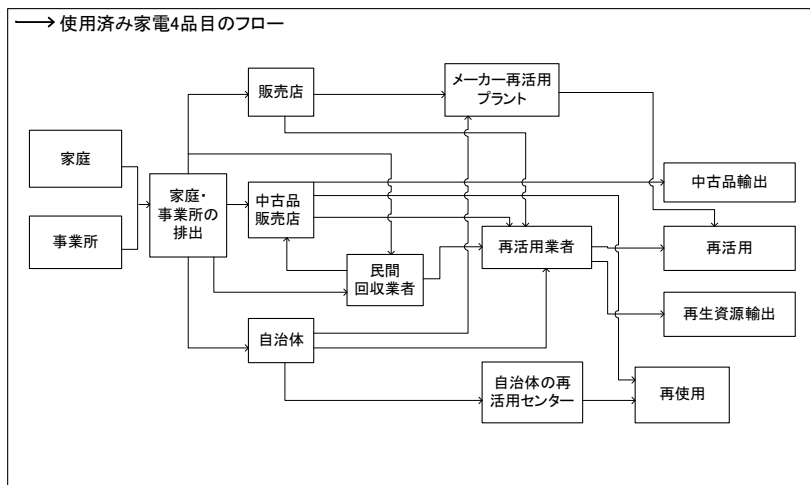 使用済み家電4品目のフロー
販売店
メーカー再活用
プラント
家庭
事業所
家庭・
事業所の
排出
中古品
販売店
民間
回収業者
自治体
再活用業者
自治体の再
活用センター
中古品輸出
再活用
再生資源輸出
再使用